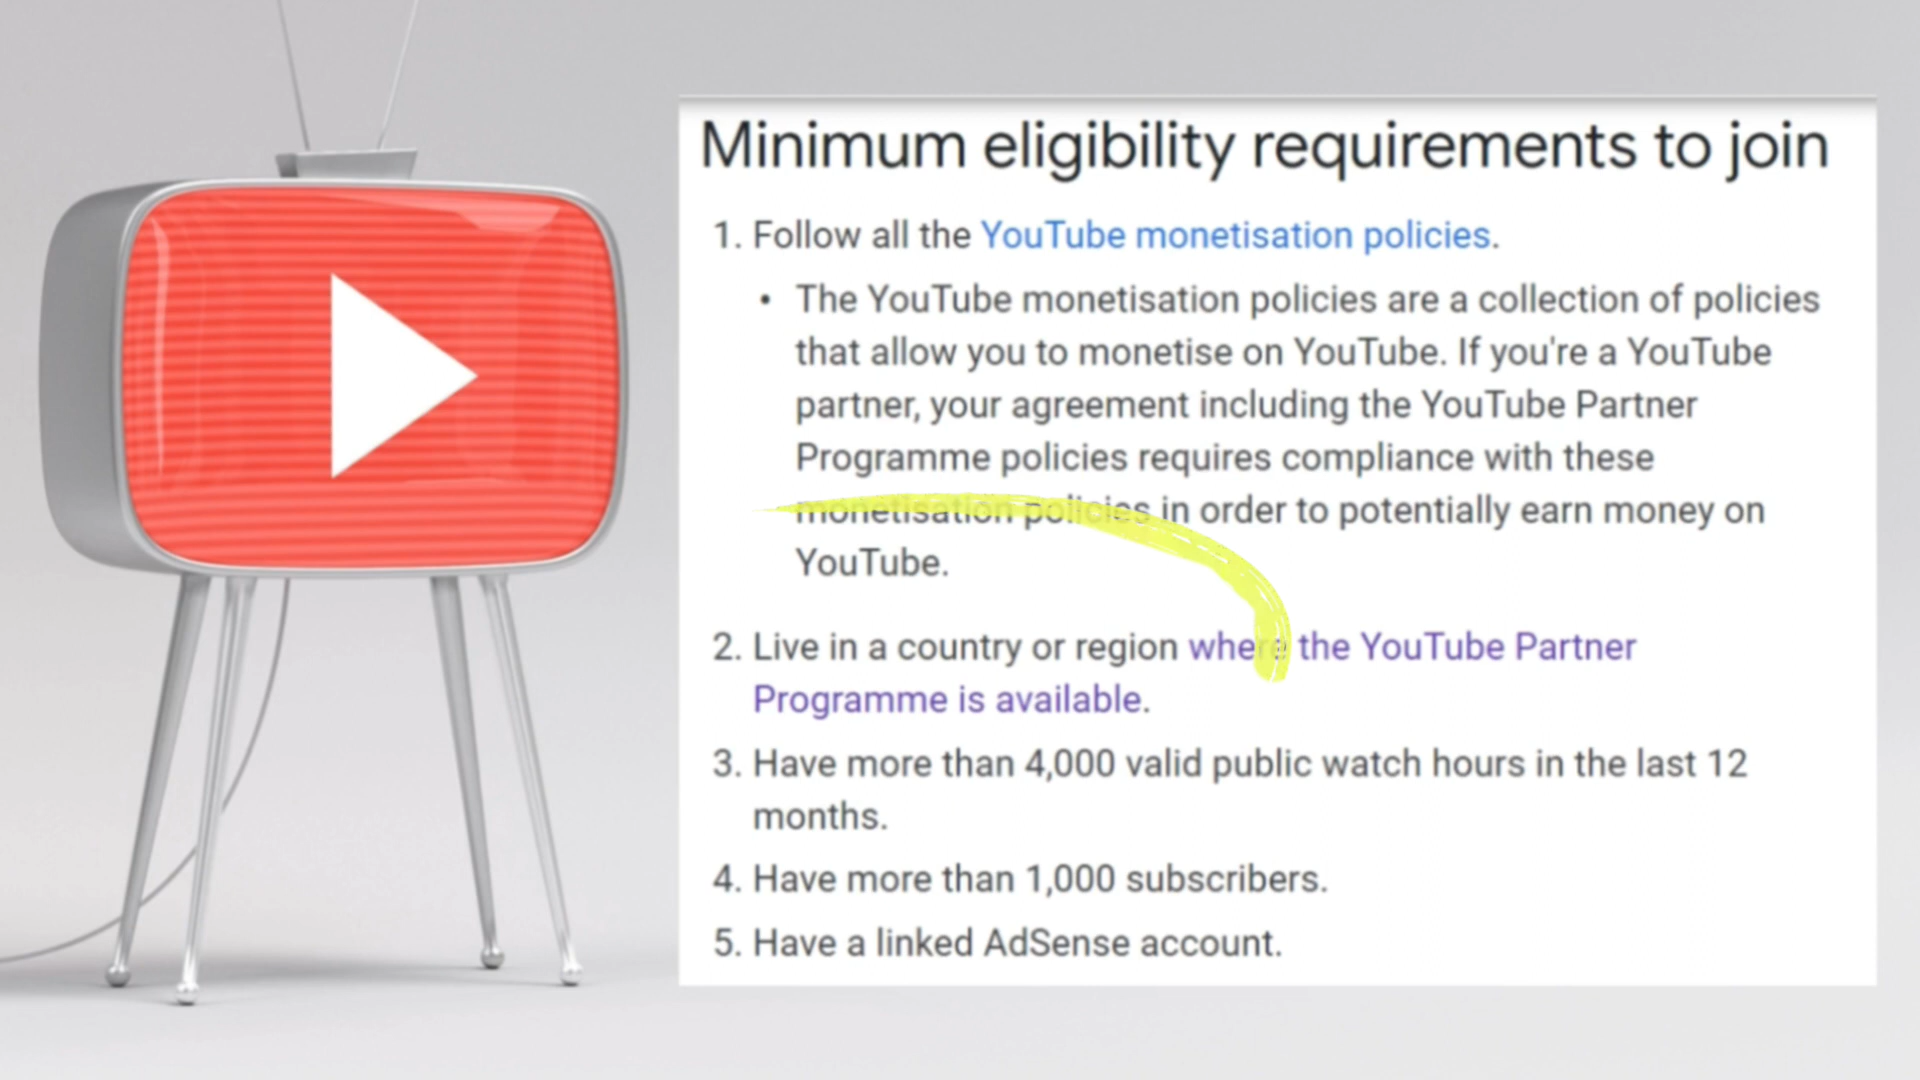 Minimum eligibility requirements to join
1. Follow all the YouTube monetisation policies.
• The YouTube monetisation policies are a collection of policies
that allow you to monetise on YouTube. If you're a YouTube
partner, your agreement including the YouTube Partner
Programme policies requires compliance with these
monetisation policies in order to potentially earn money on
YouTube.
2. Live in a country or region where the YouTube Partner
Programme is available.
3. Have more than 4,000 valid public watch hours in the last 12
months.
4. Have more than 1,000 subscribers.
5. Have a linked AdSense account.